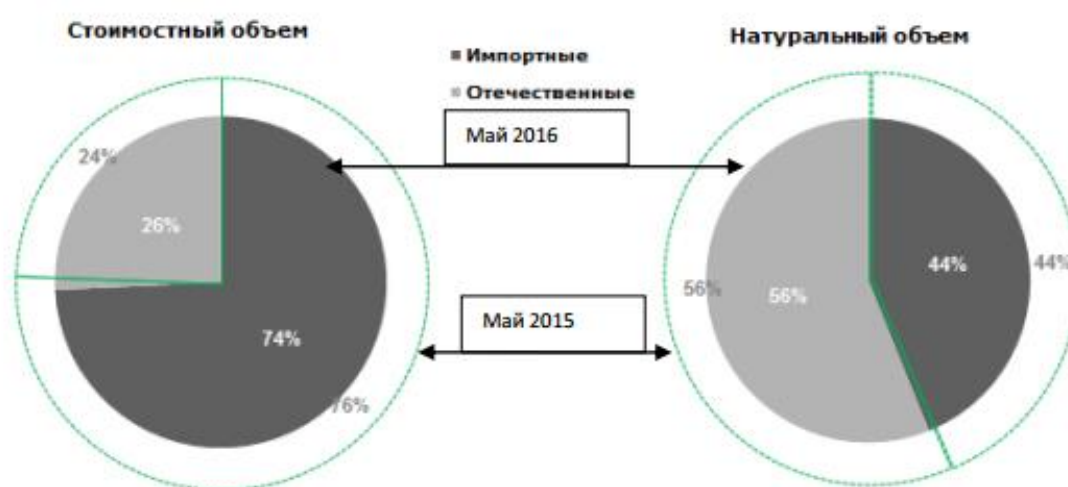 Стоимостный объем
Натуральный объем
Импортные
Отечественные
Май 2016
24%
26%
74%
76%
Май 2015
56%
56%
44%
44%